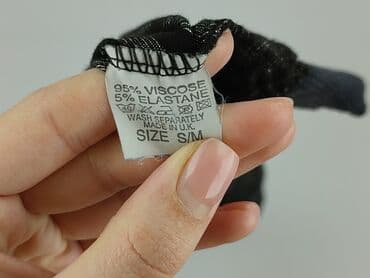 95% VISCOSE
5% ELASTANE
WASH SEPARATELY
MADE IN U.K.
SIZE S/M